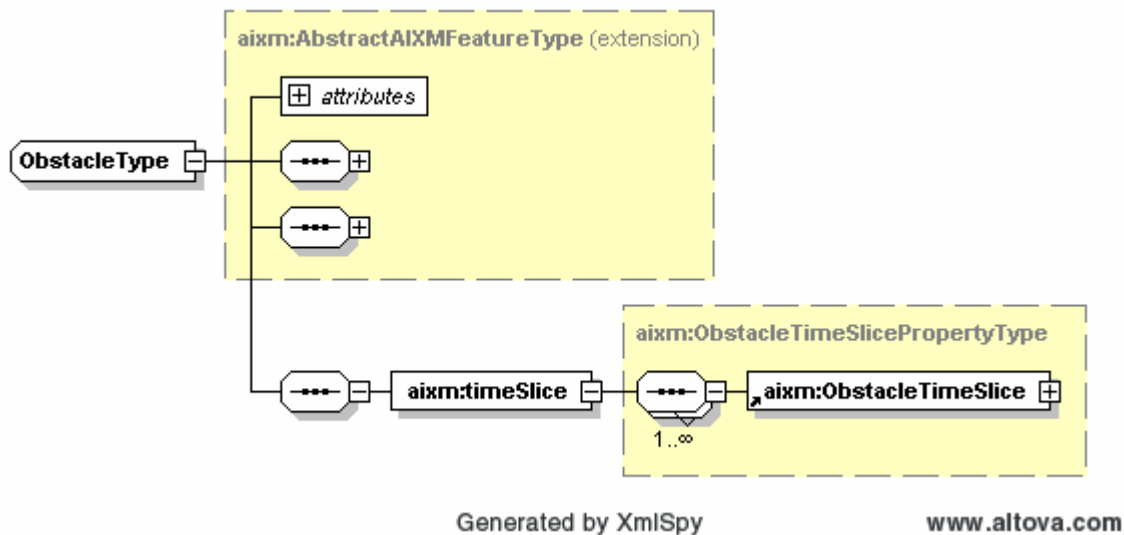 aixm:AbstractAIXMFeatureType (extension)
attributes
ObstacleType
aixm:ObstacleTimeSlicePropertyType
aixm:timeSlice
aixm:ObstacleTimeSlice
1..∞
Generated by XmlSpy
www.altova.com